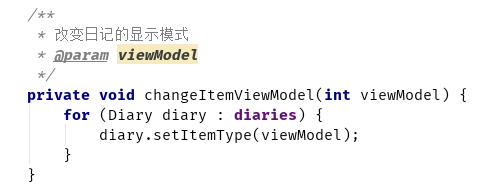 /**
 * 改变日记的显示模式
 * @param viewModel
 */
private void changeItemViewModel(int viewModel) {
    for (Diary diary : diaries) {
        diary.setItemType(viewModel);
    }
}